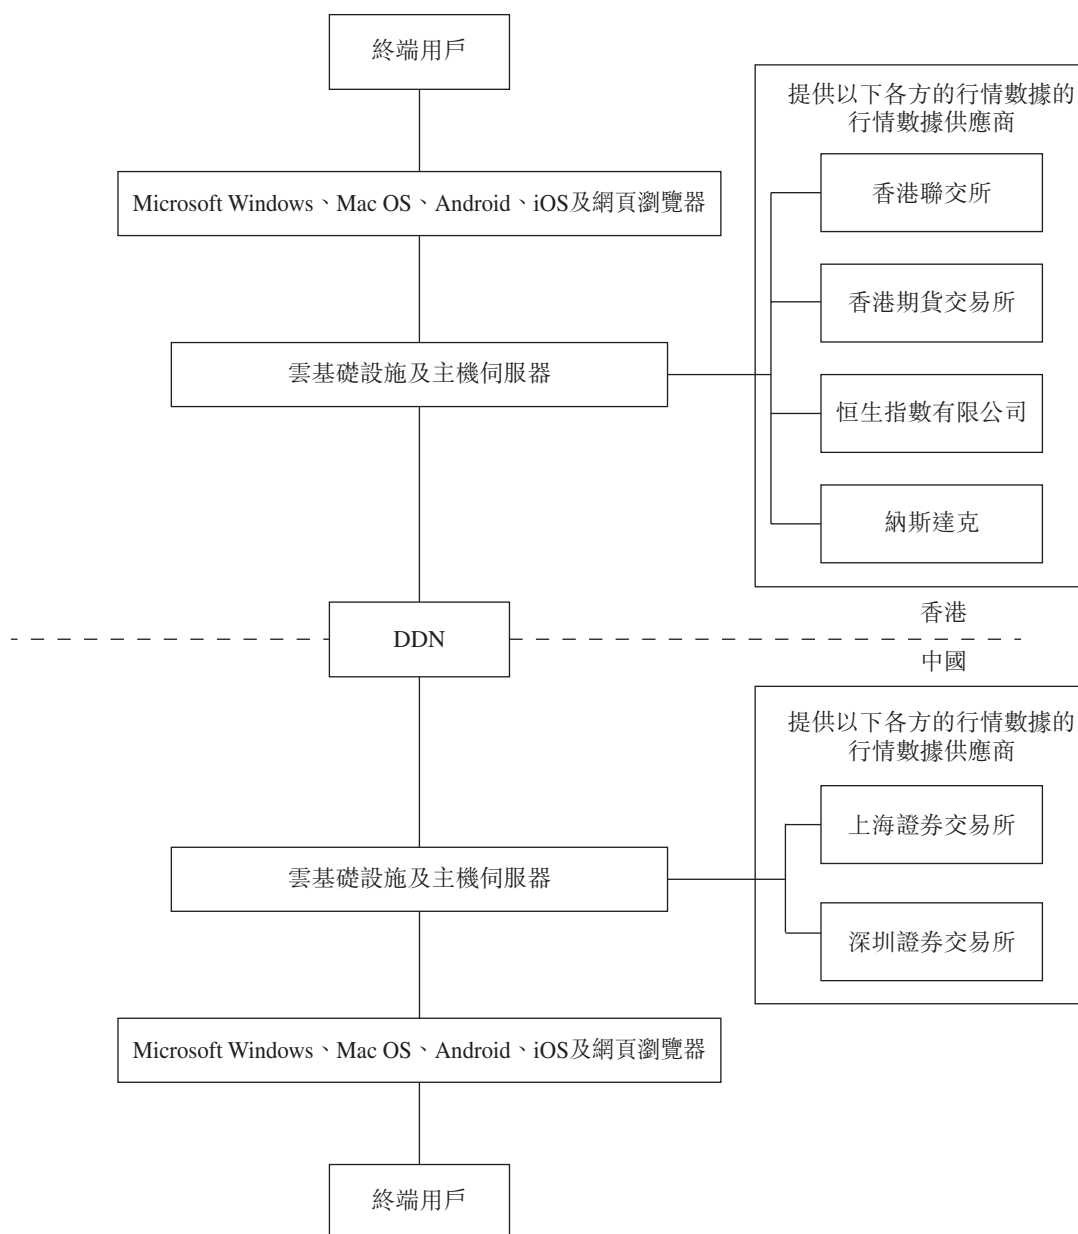 終端用戶
提供以下各方的行情數據的
行情數據供應商
Microsoft Windows、Mac OS、Android、iOS及網頁瀏覽器
香港聯交所
香港期貨交易所
雲基礎設施及主機伺服器
恒生指數有限公司
納斯達克
香港
DDN
中國
提供以下各方的行情數據的
行情數據供應商
上海證券交易所
雲基礎設施及主機伺服器
深圳證券交易所
Microsoft Windows、Mac OS、Android、iOS及網頁瀏覽器
終端用戶